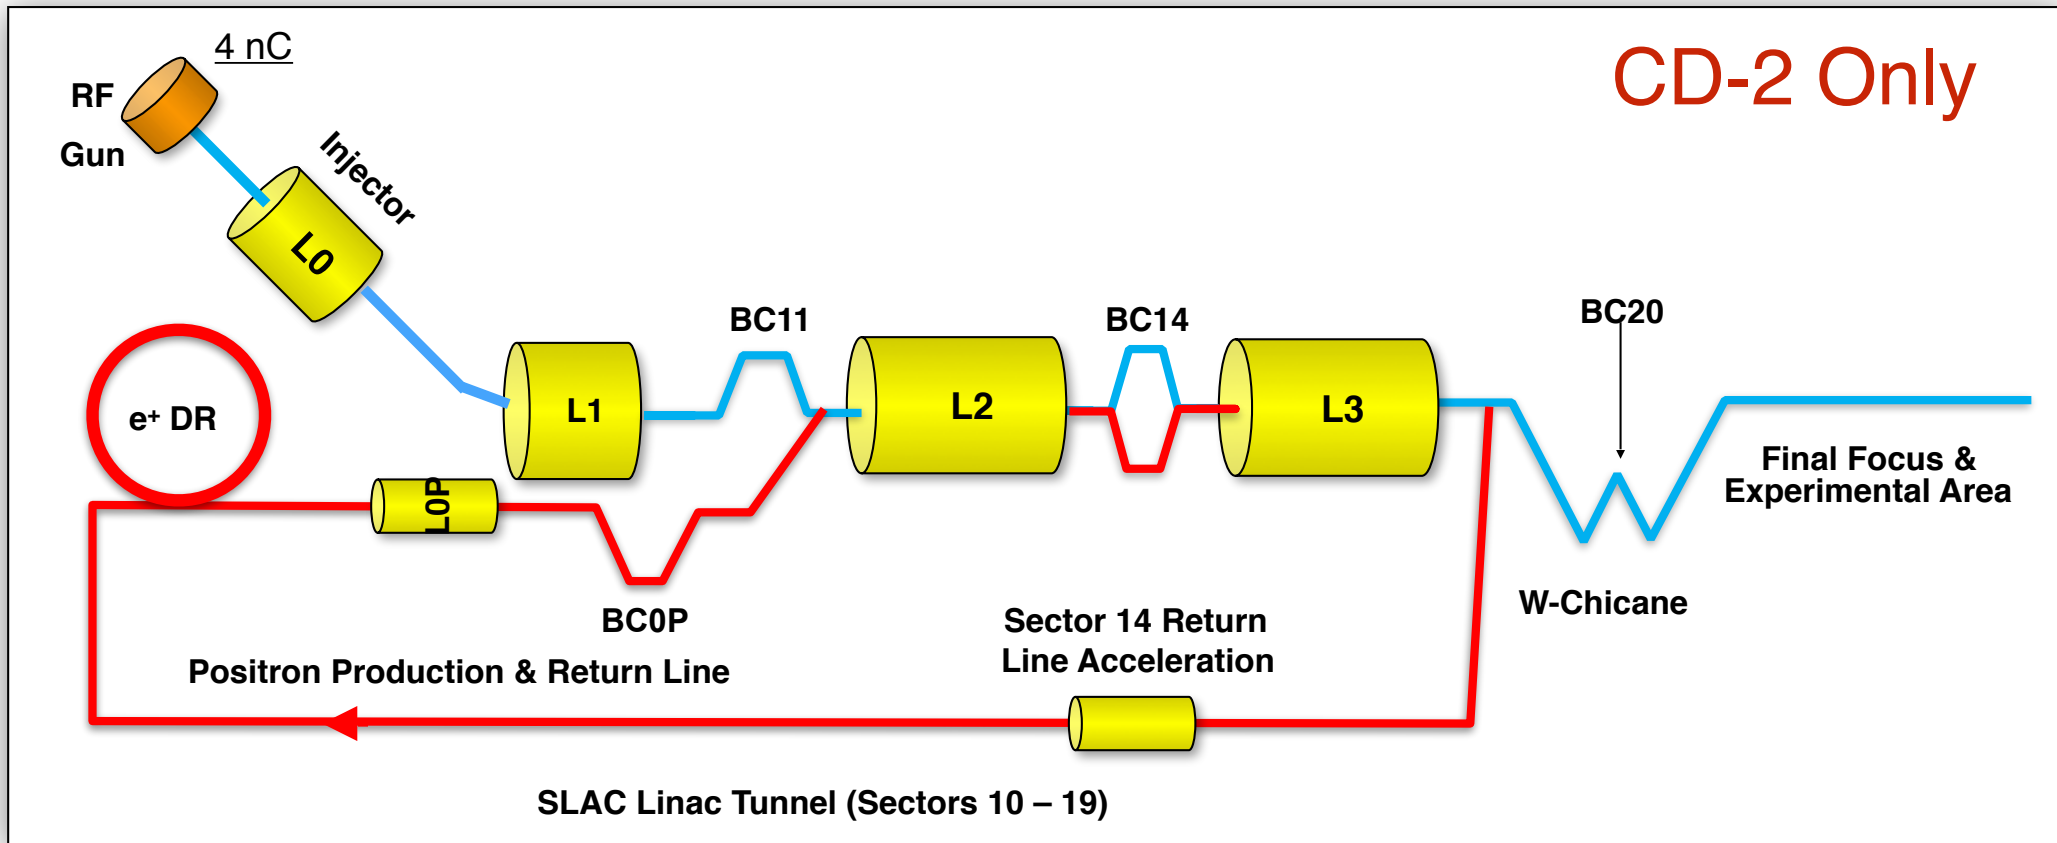 4 nC
CD-2 Only
RF
Gun
Injector
L0
BC11
BC14
BC20
e+ DR
L1
L2
L3
L0P
Final Focus &
Experimental Area
BC0P
Sector 14 Return
Line Acceleration
W-Chicane
Positron Production & Return Line
SLAC Linac Tunnel (Sectors 10 – 19)